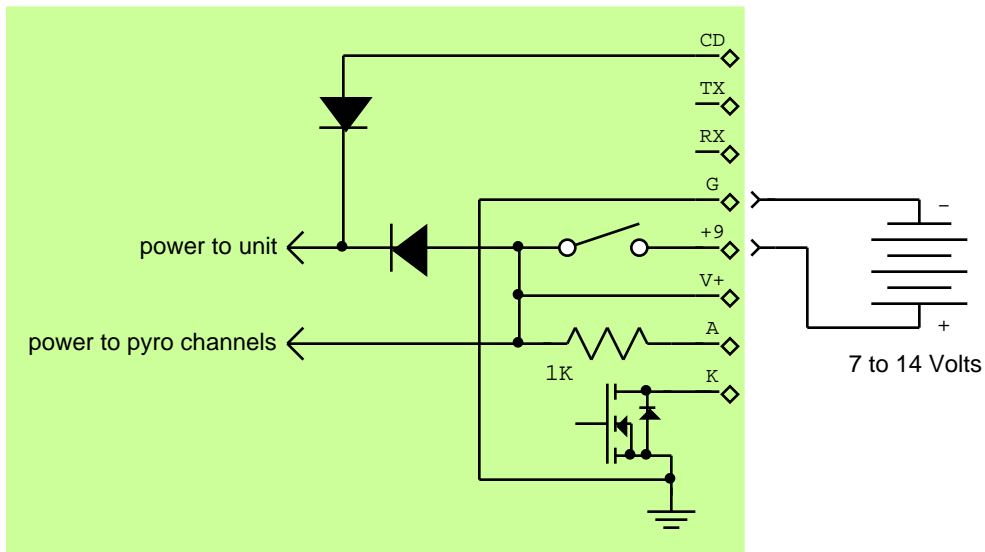 CD
TX
RX
G
+9
V+
A
K
power to unit
power to pyro channels
1K
−
+
7 to 14 Volts